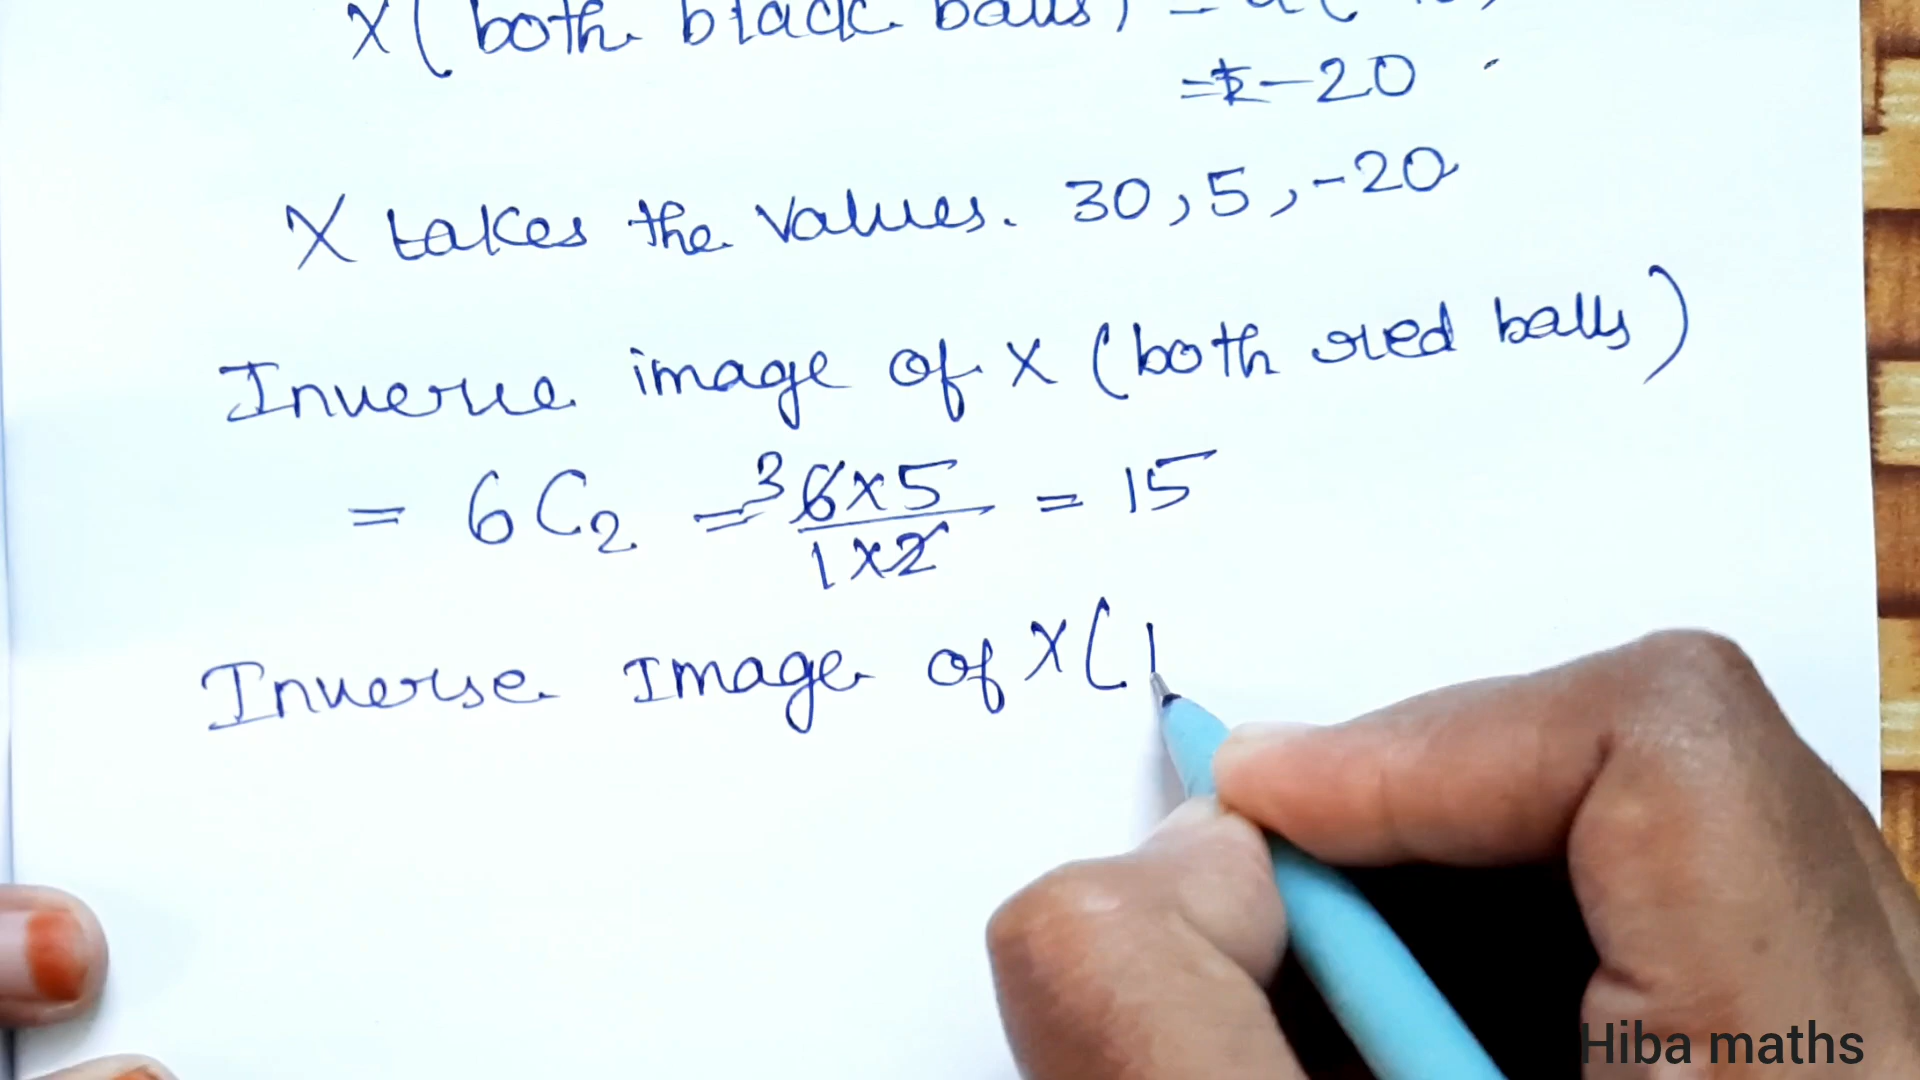 X ( both black balls ) =
= - 20
X takes the values. 30, 5, -20
Inverse image of X (both red balls)
= 6C2 = 3 6x5 / 1x2 = 15
Inverse Image of X( 1
Hiba maths